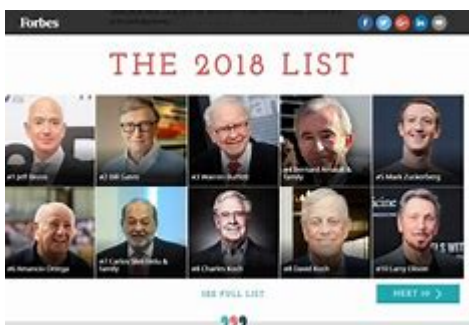 Forbes
THE 2018 LIST
#1 Jeff Bezos
#2 Bill Gates
#3 Warren Buffett
#4 Bernard Arnault &
family
#5 Mark Zuckerberg
#6 Amancio Ortega
#7 Carlos Slim Helu &
family
#8 Charles Koch
#8 David Koch
#10 Larry Ellison
SEE FULL LIST
MEET